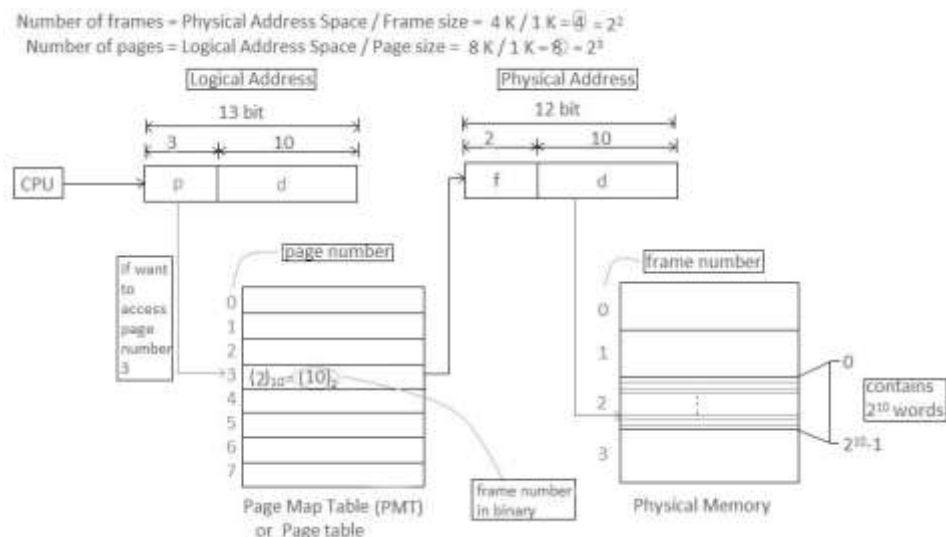 Number of frames = Physical Address Space / Frame size = 4 K / 1 K = 4 = 2²
Number of pages = Logical Address Space / Page size = 8 K / 1 K = 8 = 2³
Logical Address
Physical Address
13 bit
12 bit
3
10
2
10
CPU
p
d
f
d
page number
frame number
if want
to
access
page
number
3
0
1
2
3
(2)₁₀ = (10)₂
4
5
6
7
0
1
2
3
0
contains
2¹⁰ words
2¹⁰-1
frame number
in binary
Page Map Table (PMT)
or Page table
Physical Memory